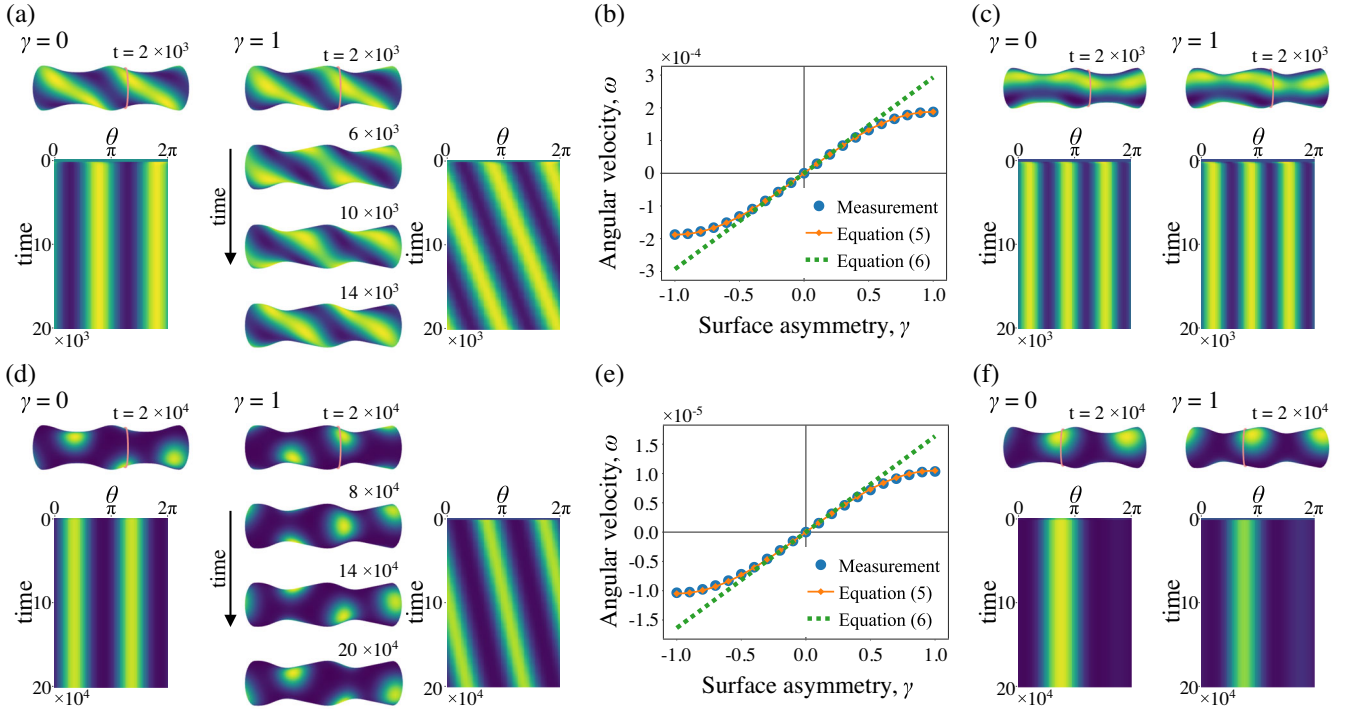 (a)
γ = 0
t = 2 ×10³
γ = 1
t = 2 ×10³
6 ×10³
10 ×10³
14 ×10³
time
θ
0 π 2π
0
10
20
×10³
time
θ
0 π 2π
0
10
20
×10³
time
(b)
×10⁻⁴
3
2
1
0
-1
-2
-3
Angular velocity, ω
Measurement
Equation (5)
Equation (6)
-1.0 -0.5 0.0 0.5 1.0
Surface asymmetry, γ
(c)
γ = 0
t = 2 ×10³
γ = 1
t = 2 ×10³
θ
0 π 2π
0
10
20
×10³
time
θ
0 π 2π
0
10
20
×10³
time
(d)
γ = 0
t = 2 ×10⁴
γ = 1
t = 2 ×10⁴
8 ×10⁴
14 ×10⁴
20 ×10⁴
time
θ
0 π 2π
0
10
20
×10⁴
time
θ
0 π 2π
0
10
20
×10⁴
time
(e)
×10⁻⁵
1.5
1.0
0.5
0.0
-0.5
-1.0
-1.5
Angular velocity, ω
Measurement
Equation (5)
Equation (6)
-1.0 -0.5 0.0 0.5 1.0
Surface asymmetry, γ
(f)
γ = 0
t = 2 ×10⁴
γ = 1
t = 2 ×10⁴
θ
0 π 2π
0
10
20
×10⁴
time
θ
0 π 2π
0
10
20
×10⁴
time